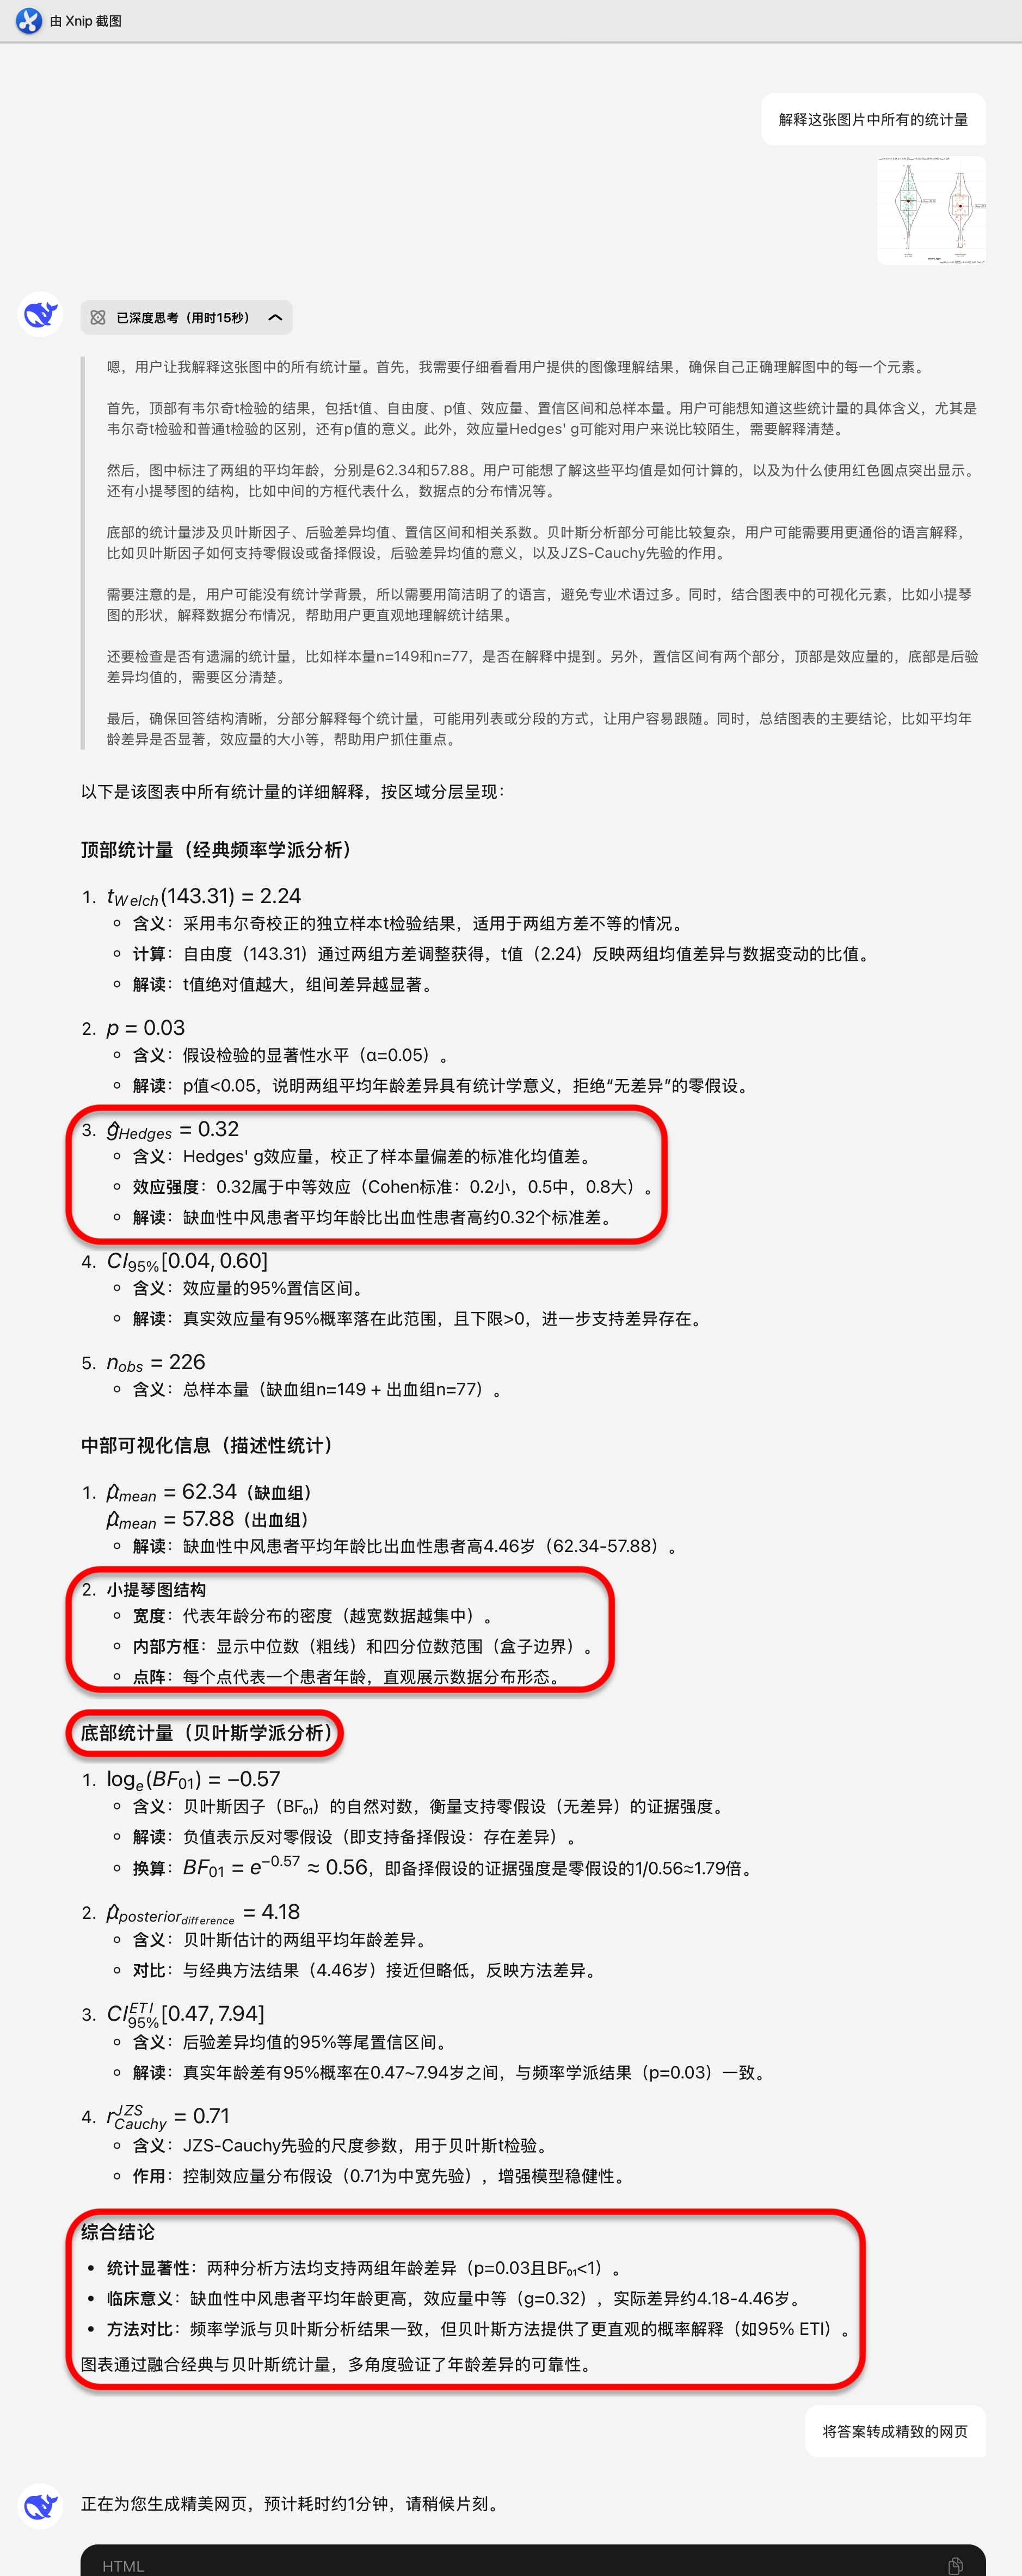 由 Xnip 截图
解释这张图片中所有的统计量
已深度思考（用时15秒）
嗯，用户让我解释这张图中的所有统计量。首先，我需要仔细看看用户提供的图像理解结果，确保自己正确理解图中的每一个元素。
首先，顶部有韦尔奇t检验的结果，包括t值、自由度、p值、效应量、置信区间和总样本量。用户可能想知道这些统计量的具体含义，尤其是
韦尔奇t检验和普通t检验的区别，还有p值的意义。此外，效应量Hedges' g可能对用户来说比较陌生，需要解释清楚。
然后，图中标注了两组的平均年龄，分别是62.34和57.88。用户可能想了解这些平均值是如何计算的，以及为什么使用红色圆点突出显示。
还有小提琴图的结构，比如中间的方框代表什么，数据点的分布情况等。
底部的统计量涉及贝叶斯因子、后验差异均值、置信区间和相关系数。贝叶斯分析部分可能比较复杂，用户可能需要用更通俗的语言解释，
比如贝叶斯因子如何支持零假设或备择假设，后验差异均值的意义，以及JZS-Cauchy先验的作用。
需要注意的是，用户可能没有统计学背景，所以需要用简洁明了的语言，避免专业术语过多。同时，结合图表中的可视化元素，比如小提琴
图的形状，解释数据分布情况，帮助用户更直观地理解统计结果。
还要检查是否有遗漏的统计量，比如样本量n=149和n=77，是否在解释中提到。另外，置信区间有两个部分，顶部是效应量的，底部是后验
差异均值的，需要区分清楚。
最后，确保回答结构清晰，分部分解释每个统计量，可能用列表或分段的方式，让用户容易跟随。同时，总结图表的主要结论，比如平均年
龄差异是否显著，效应量的大小等，帮助用户抓住重点。
以下是该图表中所有统计量的详细解释，按区域分层呈现：
顶部统计量（经典频率学派分析）
1. t_Welch(143.31) = 2.24
含义：采用韦尔奇校正的独立样本t检验结果，适用于两组方差不等的情况。
计算：自由度（143.31）通过两组方差调整获得，t值（2.24）反映两组均值差异与数据变动的比值。
解读：t值绝对值越大，组间差异越显著。
2. p = 0.03
含义：假设检验的显著性水平（α=0.05）。
解读：p值<0.05，说明两组平均年龄差异具有统计学意义，拒绝“无差异”的零假设。
3. ĝ_Hedges = 0.32
含义：Hedges' g效应量，校正了样本量偏差的标准化均值差。
效应强度：0.32属于中等效应（Cohen标准：0.2小，0.5中，0.8大）。
解读：缺血性中风患者平均年龄比出血性患者高约0.32个标准差。
4. CI_95%[0.04, 0.60]
含义：效应量的95%置信区间。
解读：真实效应量有95%概率落在此范围，且下限>0，进一步支持差异存在。
5. n_obs = 226
含义：总样本量（缺血组n=149 + 出血组n=77）。
中部可视化信息（描述性统计）
1. μ̂_mean = 62.34（缺血组）
μ̂_mean = 57.88（出血组）
解读：缺血性中风患者平均年龄比出血性患者高4.46岁（62.34-57.88）。
2. 小提琴图结构
宽度：代表年龄分布的密度（越宽数据越集中）。
内部方框：显示中位数（粗线）和四分位数范围（盒子边界）。
点阵：每个点代表一个患者年龄，直观展示数据分布形态。
底部统计量（贝叶斯学派分析）
1. log_e(BF_01) = −0.57
含义：贝叶斯因子（BF₀₁）的自然对数，衡量支持零假设（无差异）的证据强度。
解读：负值表示反对零假设（即支持备择假设：存在差异）。
换算：BF_01 = e^−0.57 ≈ 0.56，即备择假设的证据强度是零假设的1/0.56≈1.79倍。
2. μ̂_posterior_difference = 4.18
含义：贝叶斯估计的两组平均年龄差异。
对比：与经典方法结果（4.46岁）接近但略低，反映方法差异。
3. CI^ETI_95%[0.47, 7.94]
含义：后验差异均值的95%等尾置信区间。
解读：真实年龄差有95%概率在0.47~7.94岁之间，与频率学派结果（p=0.03）一致。
4. r^JZS_Cauchy = 0.71
含义：JZS-Cauchy先验的尺度参数，用于贝叶斯t检验。
作用：控制效应量分布假设（0.71为中宽先验），增强模型稳健性。
综合结论
统计显著性：两种分析方法均支持两组年龄差异（p=0.03且BF₀₁<1）。
临床意义：缺血性中风患者平均年龄更高，效应量中等（g=0.32），实际差异约4.18-4.46岁。
方法对比：频率学派与贝叶斯分析结果一致，但贝叶斯方法提供了更直观的概率解释（如95% ETI）。
图表通过融合经典与贝叶斯统计量，多角度验证了年龄差异的可靠性。
将答案转成精致的网页
正在为您生成精美网页，预计耗时约1分钟，请稍候片刻。
HTML